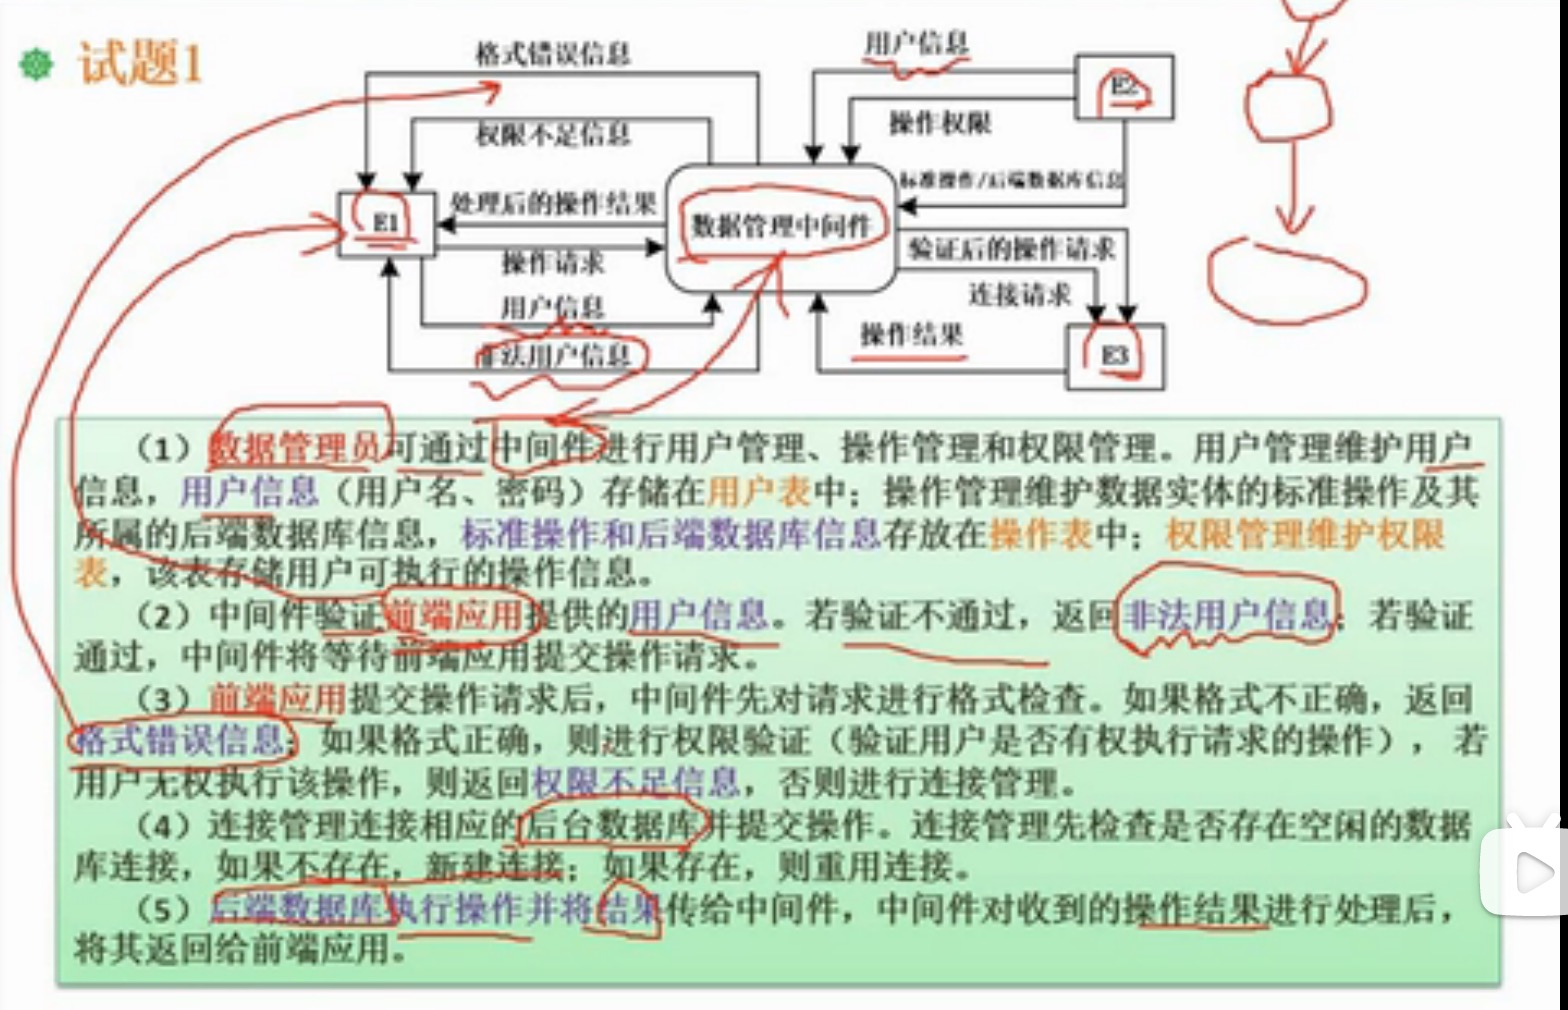 试题1
格式错误信息
用户信息
E2
操作权限
权限不足信息
标准操作/后端数据库信息
处理后的操作结果
E1
数据管理中间件
验证后的操作请求
操作请求
连接请求
用户信息
操作结果
E3
非法用户信息
（1）数据管理员可通过中间件进行用户管理、操作管理和权限管理。用户管理维护用户
信息，用户信息（用户名、密码）存储在用户表中；操作管理维护数据实体的标准操作及其
所属的后端数据库信息，标准操作和后端数据库信息存放在操作表中；权限管理维护权限
表，该表存储用户可执行的操作信息。
（2）中间件验证前端应用提供的用户信息。若验证不通过，返回非法用户信息；若验证
通过，中间件将等待前端应用提交操作请求。
（3）前端应用提交操作请求后，中间件先对请求进行格式检查。如果格式不正确，返回
格式错误信息；如果格式正确，则进行权限验证（验证用户是否有权执行请求的操作），若
用户无权执行该操作，则返回权限不足信息，否则进行连接管理。
（4）连接管理连接相应的后台数据库并提交操作。连接管理先检查是否存在空闲的数据
库连接，如果不存在，新建连接；如果存在，则重用连接。
（5）后端数据库执行操作并将结果传给中间件，中间件对收到的操作结果进行处理后，
将其返回给前端应用。